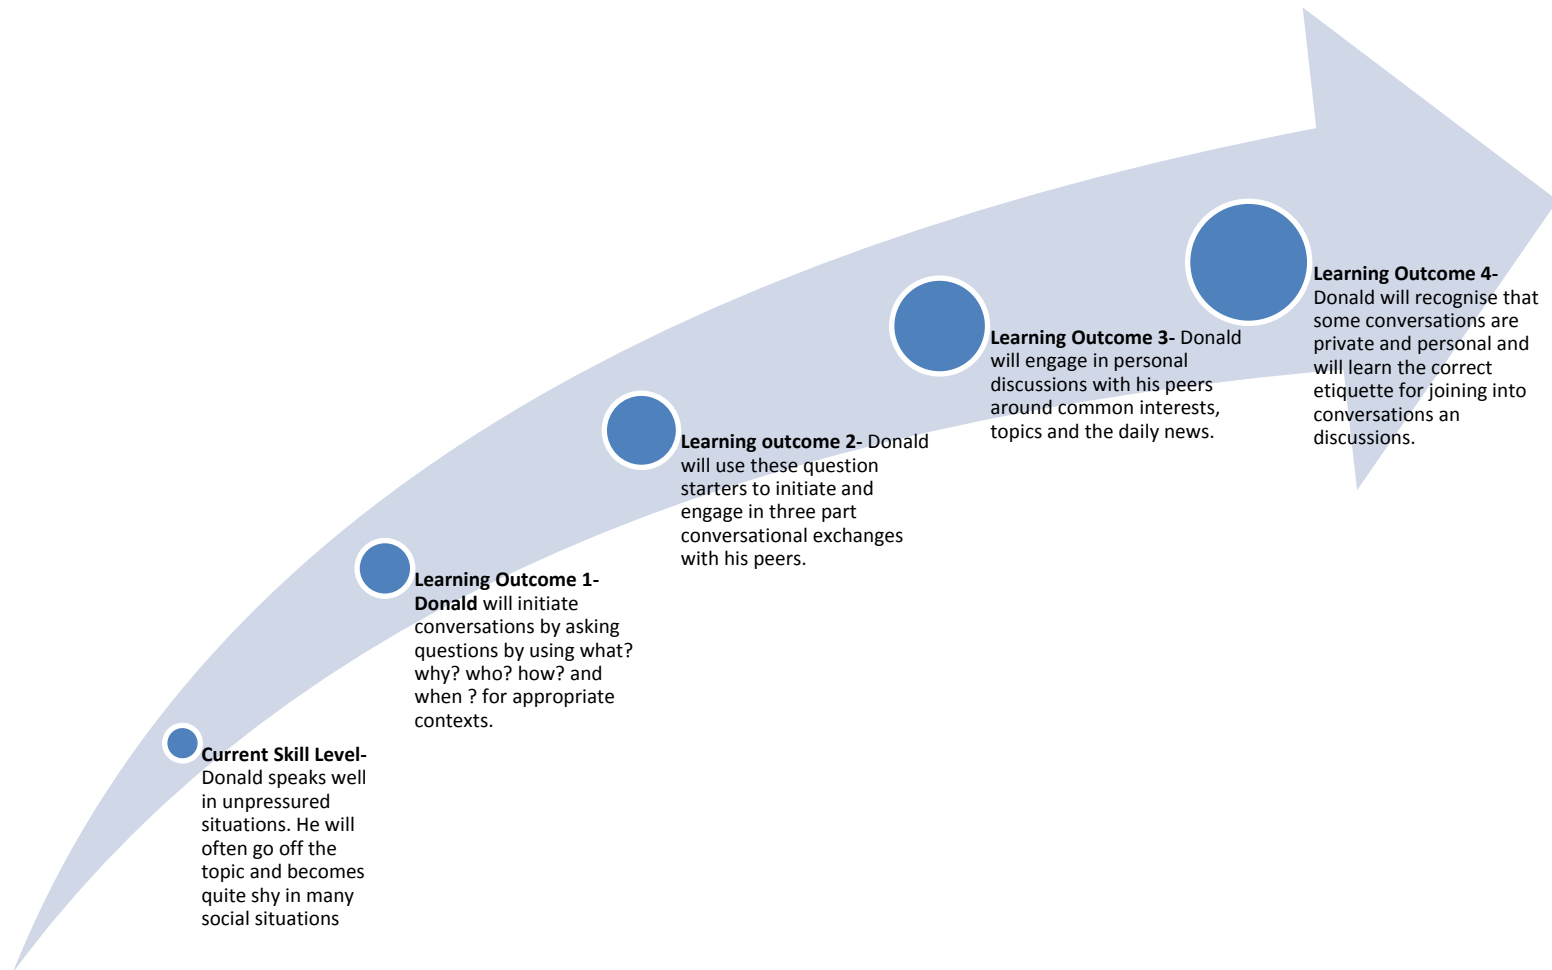 Current Skill Level-
Donald speaks well
in unpressured
situations. He will
often go off the
topic and becomes
quite shy in many
social situations
Learning Outcome 1-
Donald will initiate
conversations by asking
questions by using what?
why? who? how? and
when ? for appropriate
contexts.
Learning outcome 2- Donald
will use these question
starters to initiate and
engage in three part
conversational exchanges
with his peers.
Learning Outcome 3- Donald
will engage in personal
discussions with his peers
around common interests,
topics and the daily news.
Learning Outcome 4-
Donald will recognise that
some conversations are
private and personal and
will learn the correct
etiquette for joining into
conversations an
discussions.